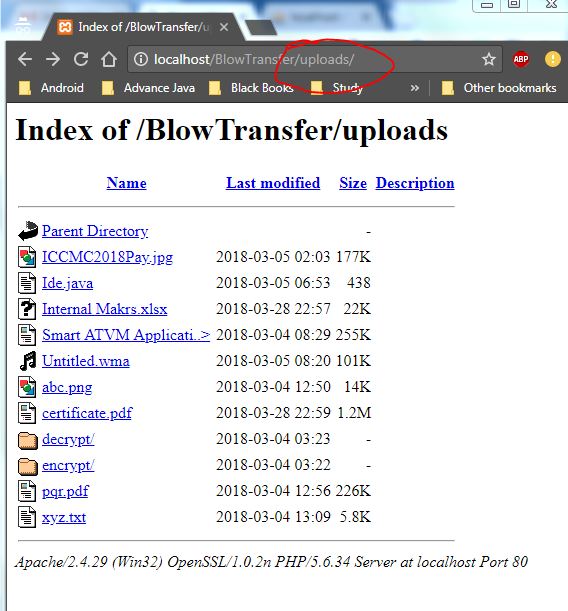 Index of /BlowTransfer/u
localhost/BlowTransfer/uploads/
ABP
Android Advance Java Black Books Study » Other bookmarks
Index of /BlowTransfer/uploads
Name Last modified Size Description
Parent Directory -
ICCMC2018Pay.jpg 2018-03-05 02:03 177K
Ide.java 2018-03-05 06:53 438
Internal Makrs.xlsx 2018-03-28 22:57 22K
Smart ATVM Applicati..> 2018-03-04 08:29 255K
Untitled.wma 2018-03-05 08:20 101K
abc.png 2018-03-04 12:50 14K
certificate.pdf 2018-03-28 22:59 1.2M
decrypt/ 2018-03-04 03:23 -
encrypt/ 2018-03-04 03:22 -
pqr.pdf 2018-03-04 12:56 226K
xyz.txt 2018-03-04 13:09 5.8K
Apache/2.4.29 (Win32) OpenSSL/1.0.2n PHP/5.6.34 Server at localhost Port 80